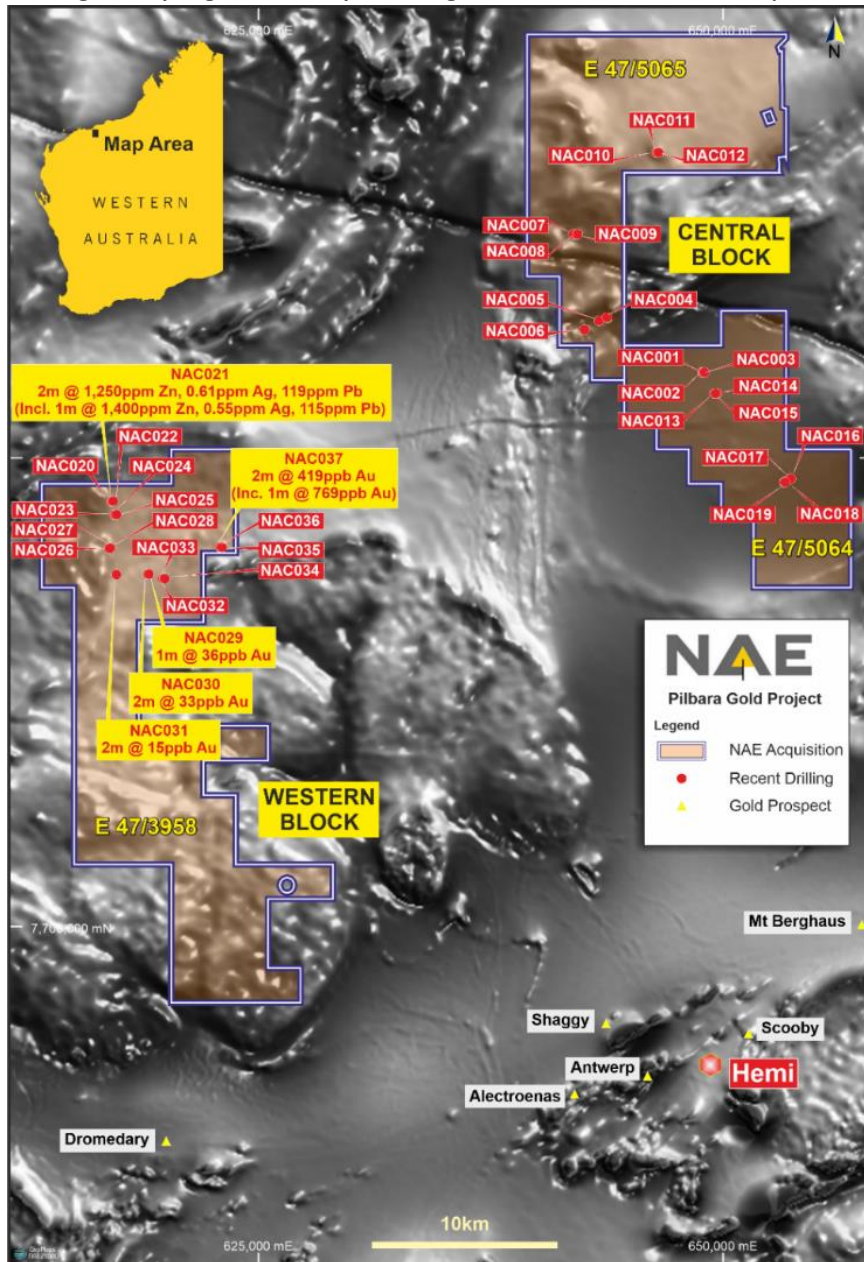 625,000 mE
650,000 mE
N
E 47/5065
Map Area
WESTERN
AUSTRALIA
NAC011
NAC010
NAC012
NAC007
NAC009
NAC008
CENTRAL
BLOCK
NAC005
NAC004
NAC006
NAC001
NAC003
NAC002
NAC014
NAC013
NAC015
NAC021
2m @ 1,250ppm Zn, 0.61ppm Ag, 119ppm Pb
(Incl. 1m @ 1,400ppm Zn, 0.55ppm Ag, 115ppm Pb)
NAC022
NAC020
NAC024
NAC037
2m @ 419ppb Au
(Inc. 1m @ 769ppb Au)
NAC016
NAC017
NAC023
NAC025
NAC027
NAC028
NAC036
NAC019
NAC018
NAC026
NAC033
NAC035
E 47/5064
NAC034
NAC032
NAC029
1m @ 36ppb Au
NAC030
2m @ 33ppb Au
NAC031
2m @ 15ppb Au
NAE
Pilbara Gold Project
Legend
NAE Acquisition
Recent Drilling
Gold Prospect
WESTERN
BLOCK
E 47/3958
7,700,000 mN
Mt Berghaus
Shaggy
Scooby
Antwerp
Hemi
Alectroenas
Dromedary
10km
625,000 mE
650,000 mE